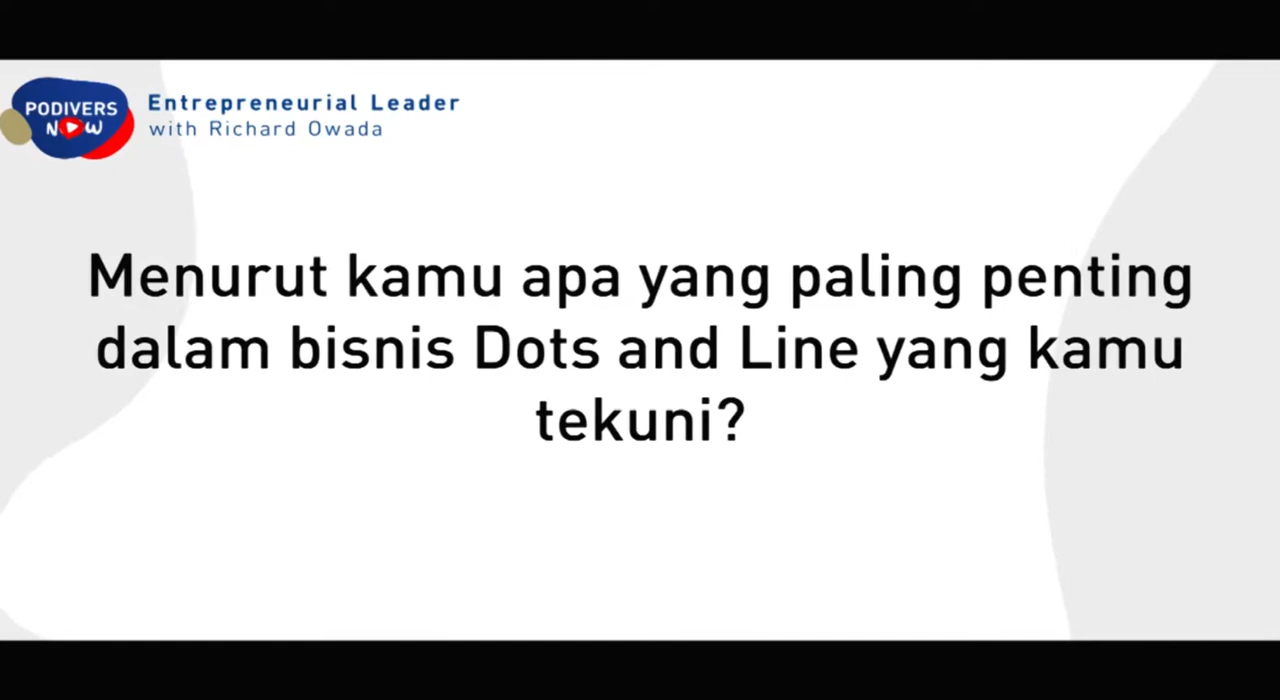 PODIVERS
NOW
Entrepreneurial Leader
with Richard Owada
Menurut kamu apa yang paling penting
dalam bisnis Dots and Line yang kamu
tekuni?